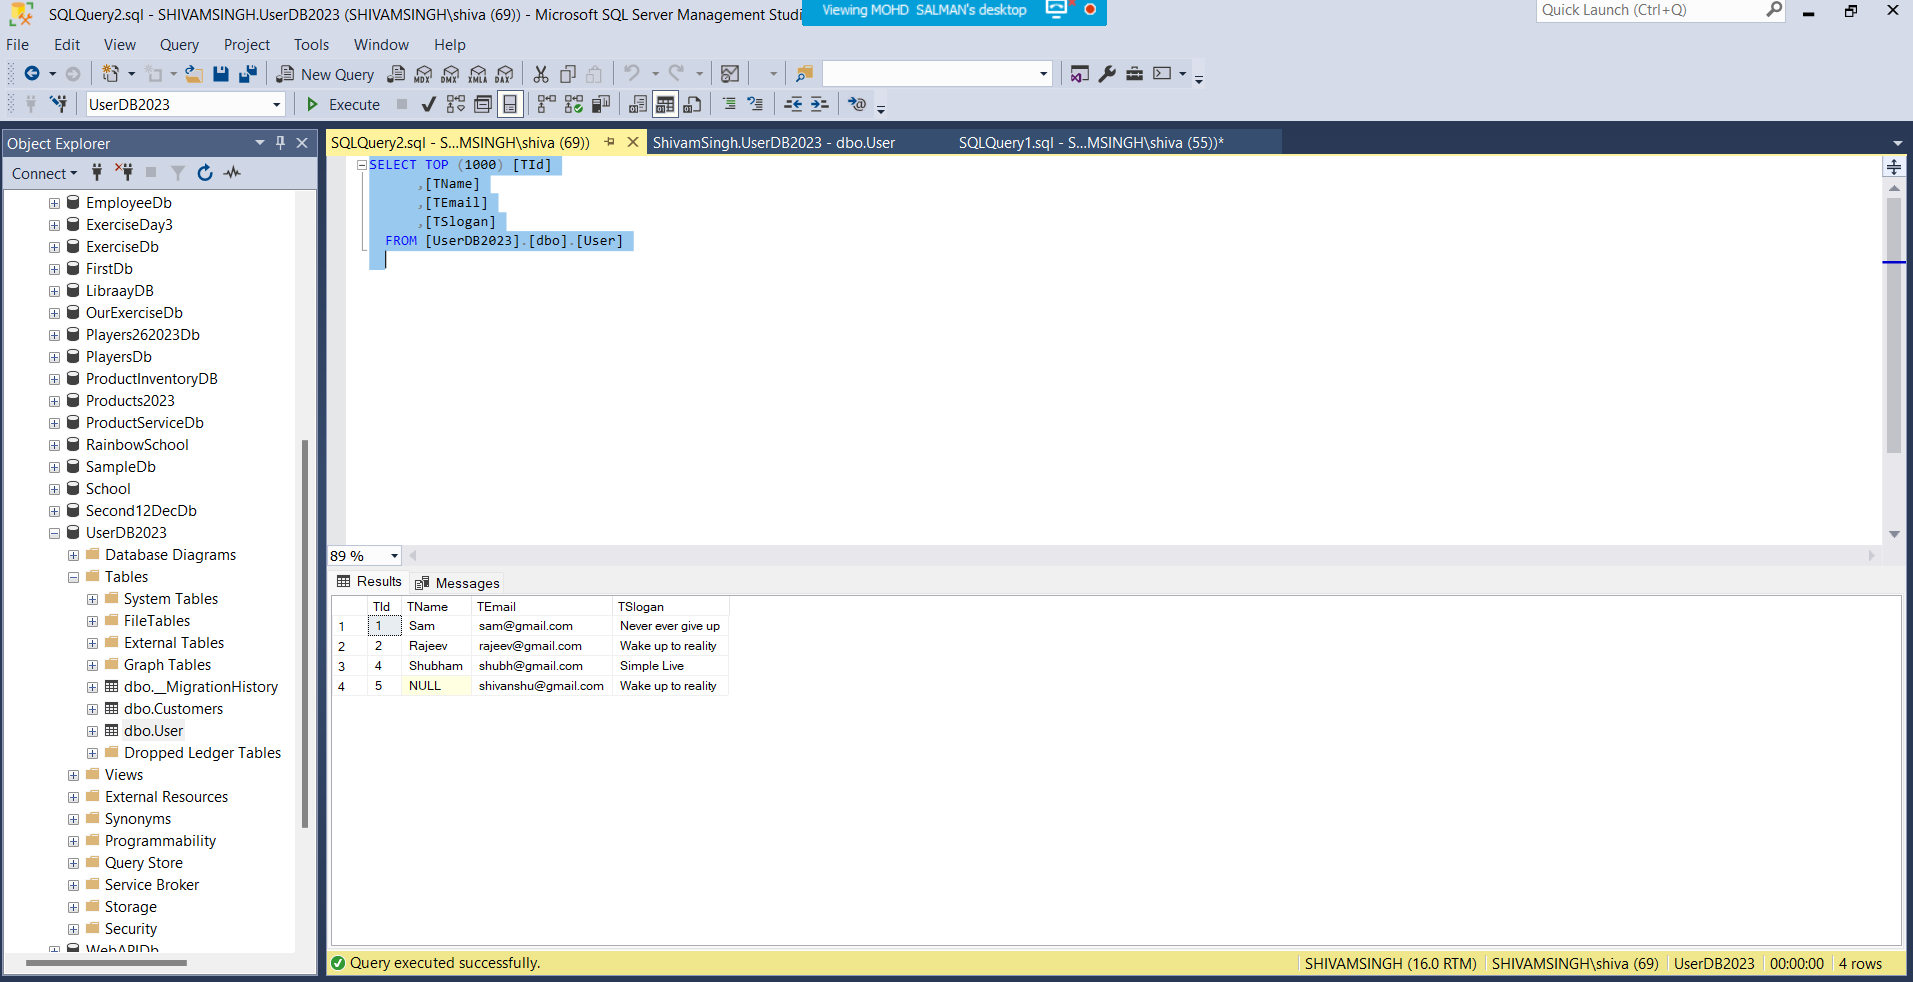 SQLQuery2.sql - SHIVAMSINGH.UserDB2023 (SHIVAMSINGH\shiva (69)) - Microsoft SQL Server Management Studi
Viewing MOHD SALMAN's desktop
Quick Launch (Ctrl+Q)
File Edit View Query Project Tools Window Help
New Query MDX DMX XMLA DAX
UserDB2023 Execute
Object Explorer
SQLQuery2.sql - S...MSINGH\shiva (69)) ShivamSingh.UserDB2023 - dbo.User SQLQuery1.sql - S...MSINGH\shiva (55))*
Connect
EmployeeDb
ExerciseDay3
ExerciseDb
FirstDb
LibraayDB
OurExerciseDb
Players262023Db
PlayersDb
ProductInventoryDB
Products2023
ProductServiceDb
RainbowSchool
SampleDb
School
Second12DecDb
UserDB2023
Database Diagrams
Tables
System Tables
FileTables
External Tables
Graph Tables
dbo.__MigrationHistory
dbo.Customers
dbo.User
Dropped Ledger Tables
Views
External Resources
Synonyms
Programmability
Query Store
Service Broker
Storage
Security
WebAPIDb
SELECT TOP (1000) [TId]
,[TName]
,[TEmail]
,[TSlogan]
FROM [UserDB2023].[dbo].[User]
89 %
Results Messages
TId TName TEmail TSlogan
1 1 Sam sam@gmail.com Never ever give up
2 2 Rajeev rajeev@gmail.com Wake up to reality
3 4 Shubham shubh@gmail.com Simple Live
4 5 NULL shivanshu@gmail.com Wake up to reality
Query executed successfully. SHIVAMSINGH (16.0 RTM) SHIVAMSINGH\shiva (69) UserDB2023 00:00:00 4 rows